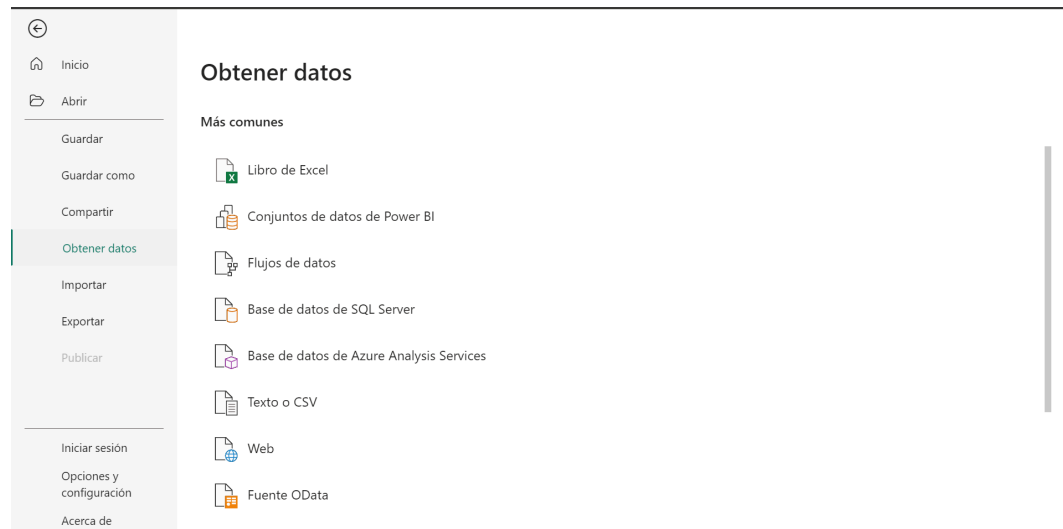 Inicio
Abrir
Guardar
Guardar como
Compartir
Obtener datos
Importar
Exportar
Publicar
Iniciar sesión
Opciones y
configuración
Acerca de
Obtener datos
Más comunes
Libro de Excel
Conjuntos de datos de Power BI
Flujos de datos
Base de datos de SQL Server
Base de datos de Azure Analysis Services
Texto o CSV
Web
Fuente OData